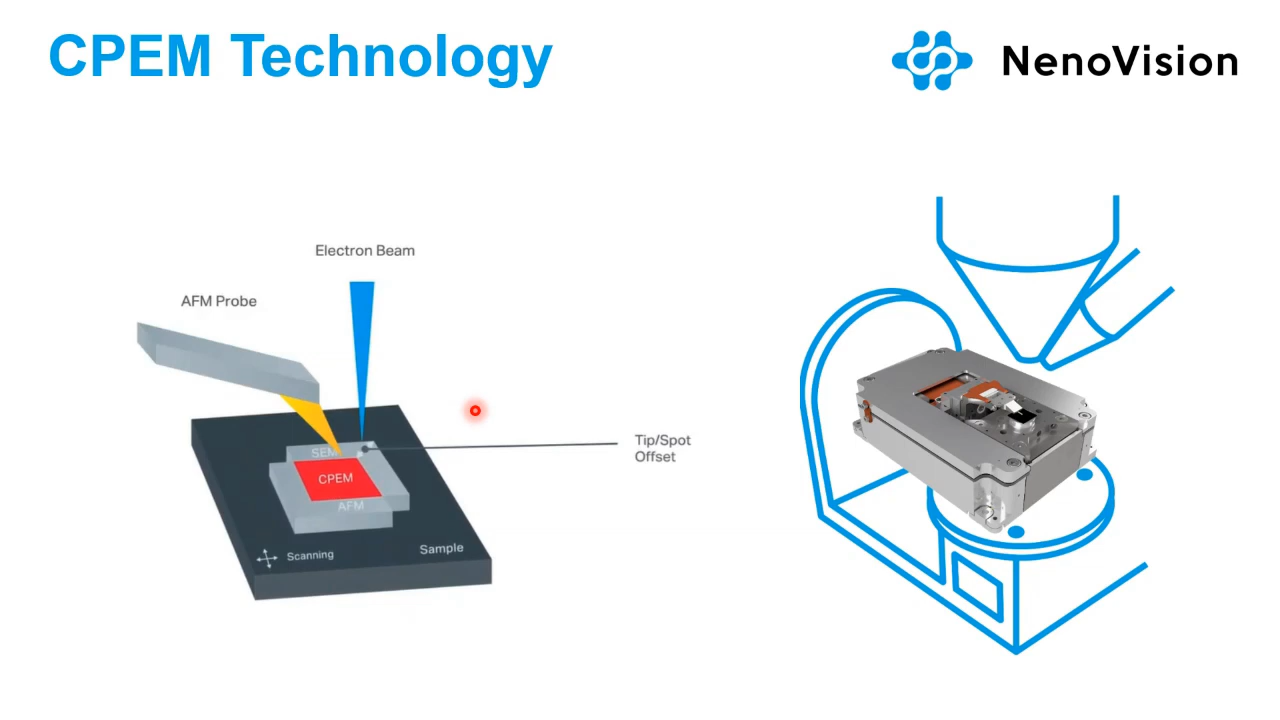 CPEM Technology
NenoVision
Electron Beam
AFM Probe
Tip/Spot
Offset
SEM
CPEM
AFM
Scanning
Sample